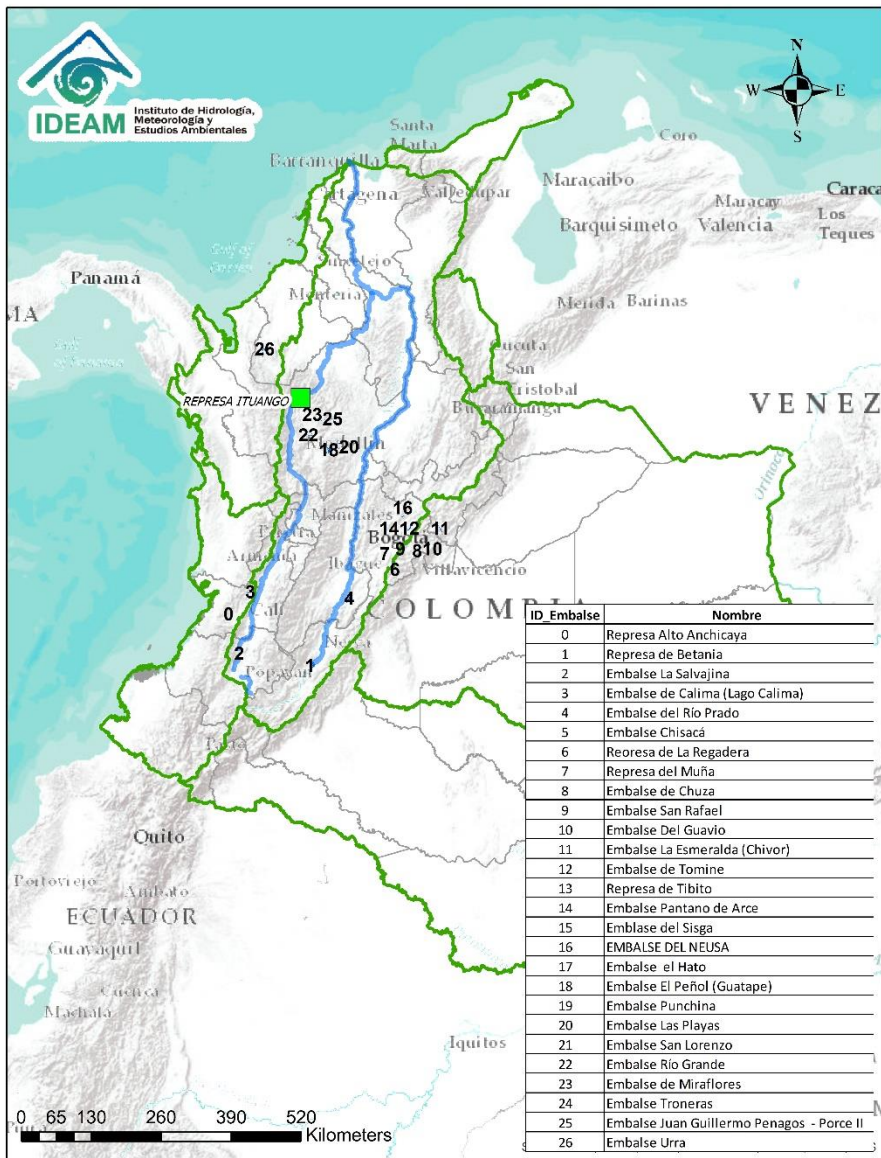 IDEAM
Instituto de Hidrología,
Meteorología y
Estudios Ambientales
N
W
E
S
Santa
Marta
Barranquilla
Cartagena
Valledupar
Coro
Maracaibo
Maracay
Caraca
Barquisimeto
Valencia
Los
Teques
Panamá
MA
Montería
Merida
Barinas
San
26
REPRESA ITUANGO
23
25
22
18
20
VENEZ
Orinoco
16
Manizales
14
12
11
Bogotá
7
9
8
10
6
Villavicencio
Armenia
Ibagué
3
4
0
Cali
COLOMBIA
2
1
Neiva
Popayán
Pasto
Quito
Portoviejo
Ambato
ECUADOR
Guayaquil
Cuenca
Machala
Iquitos
ID_Embalse Nombre
0 Represa Alto Anchicaya
1 Represa de Betania
2 Embalse La Salvajina
3 Embalse de Calima (Lago Calima)
4 Embalse del Río Prado
5 Embalse Chisacá
6 Reoresa de La Regadera
7 Represa del Muña
8 Embalse de Chuza
9 Embalse San Rafael
10 Embalse Del Guavio
11 Embalse La Esmeralda (Chivor)
12 Embalse de Tomine
13 Represa de Tibito
14 Embalse Pantano de Arce
15 Emblase del Sisga
16 EMBALSE DEL NEUSA
17 Embalse el Hato
18 Embalse El Peñol (Guatape)
19 Embalse Punchina
20 Embalse Las Playas
21 Embalse San Lorenzo
22 Embalse Río Grande
23 Embalse de Miraflores
24 Embalse Troneras
25 Embalse Juan Guillermo Penagos - Porce II
26 Embalse Urra
0 65 130 260 390 520
Kilometers